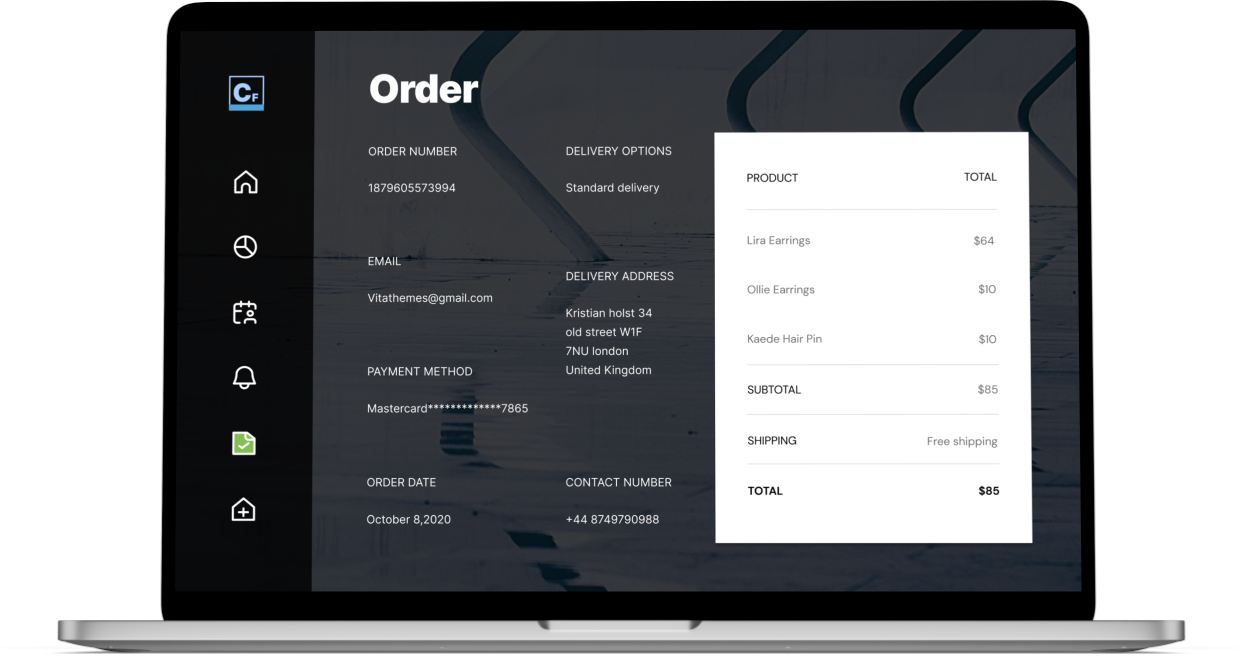 CF
Order
ORDER NUMBER
1879605573994
DELIVERY OPTIONS
Standard delivery
EMAIL
Vitathemes@gmail.com
DELIVERY ADDRESS
Kristian holst 34
old street W1F
7NU london
United Kingdom
PAYMENT METHOD
Mastercard*************7865
ORDER DATE
October 8,2020
CONTACT NUMBER
+44 8749790988
PRODUCT TOTAL
Lira Earrings $64
Ollie Earrings $10
Kaede Hair Pin $10
SUBTOTAL $85
SHIPPING Free shipping
TOTAL $85